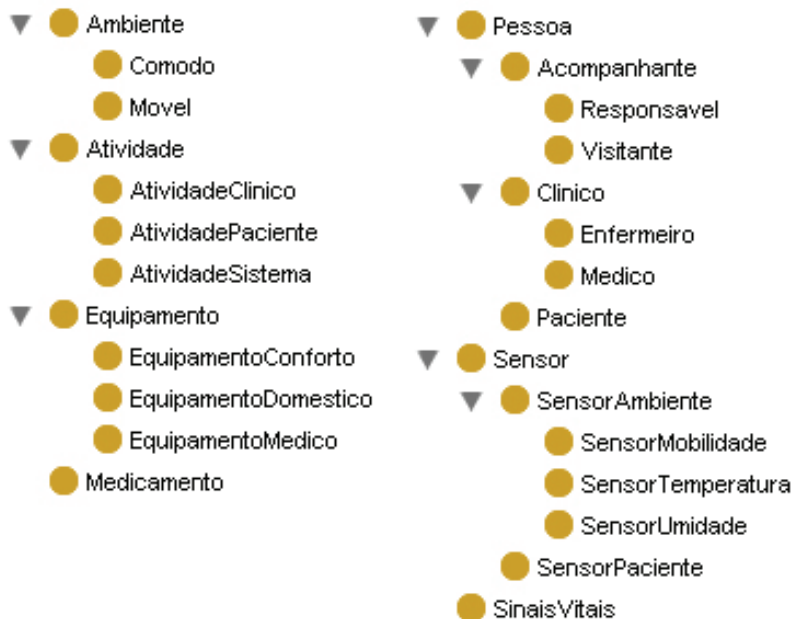 Ambiente
Comodo
Movel
Atividade
AtividadeClinico
AtividadePaciente
AtividadeSistema
Equipamento
EquipamentoConforto
EquipamentoDomestico
EquipamentoMedico
Medicamento
Pessoa
Acompanhante
Responsavel
Visitante
Clinico
Enfermeiro
Medico
Paciente
Sensor
SensorAmbiente
SensorMobilidade
SensorTemperatura
SensorUmidade
SensorPaciente
SinaisVitais